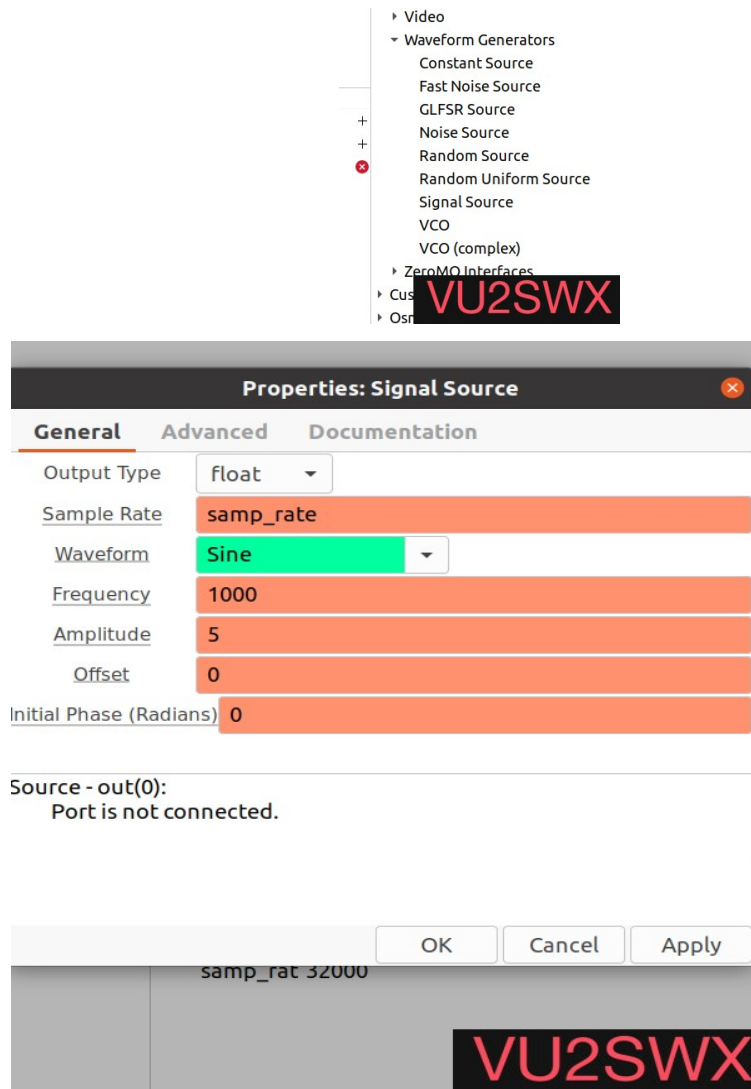 Video
Waveform Generators
Constant Source
Fast Noise Source
GLFSR Source
Noise Source
Random Source
Random Uniform Source
Signal Source
VCO
VCO (complex)
ZeroMQ Interfaces
Cus
Osm
VU2SWX
Properties: Signal Source
General Advanced Documentation
Output Type float
Sample Rate samp_rate
Waveform Sine
Frequency 1000
Amplitude 5
Offset 0
Initial Phase (Radians) 0
Source - out(0):
Port is not connected.
OK Cancel Apply
samp_rat 32000
VU2SWX